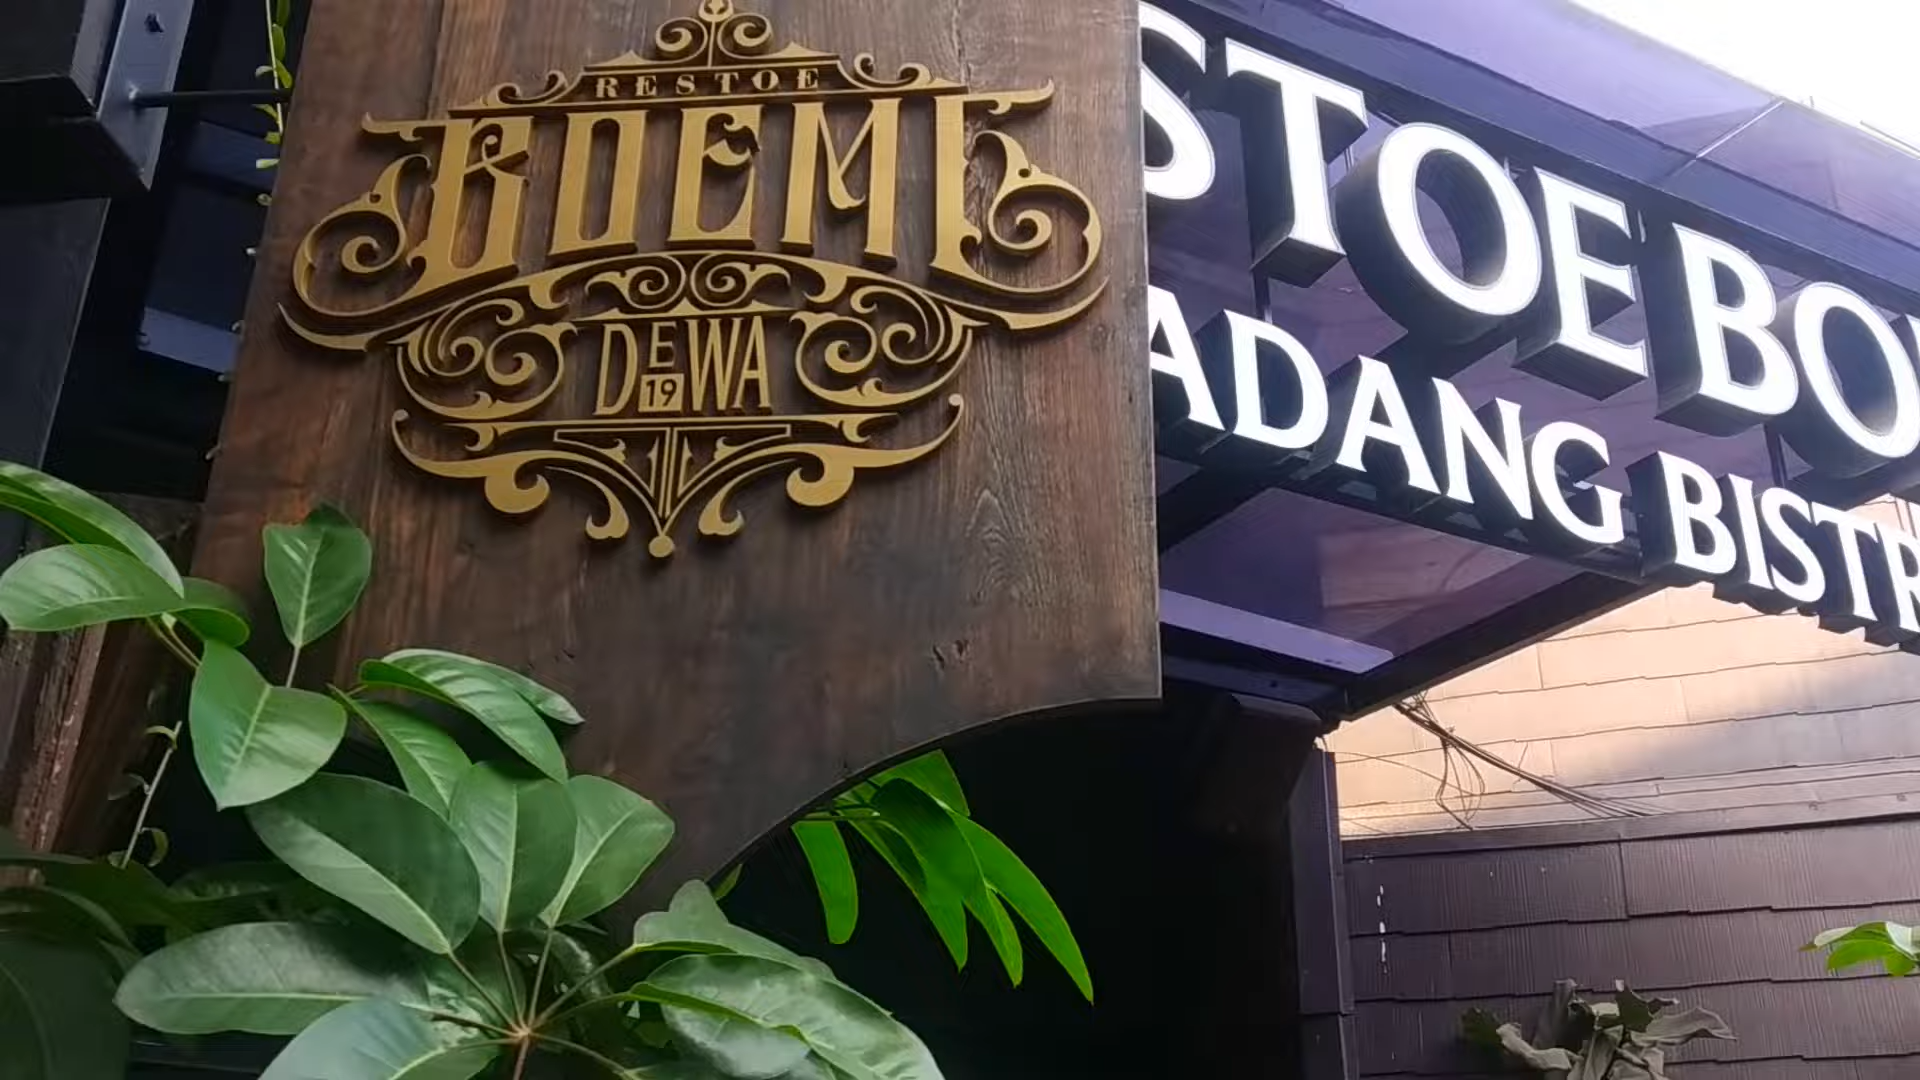 RESTOE
BOEMI
DEWA
19
STOE BO
ADANG BISTR